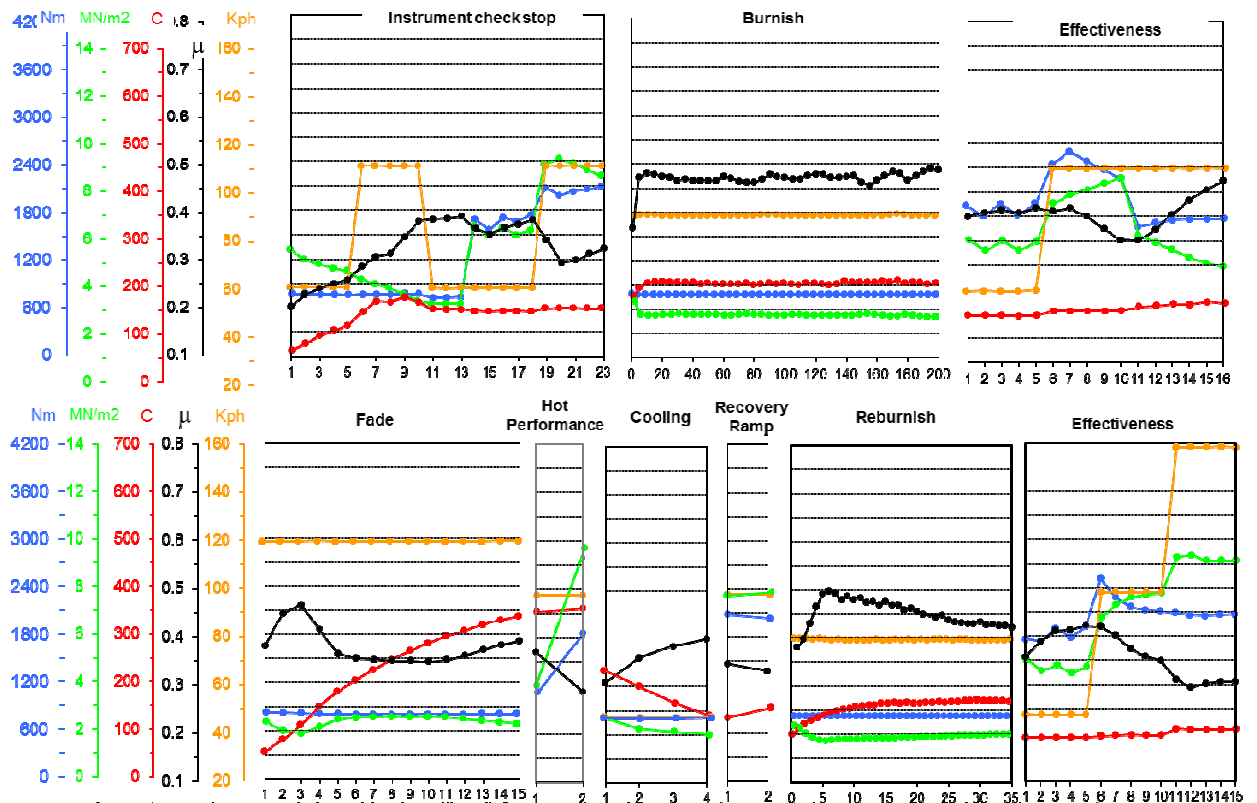 420 Nm MN/m2 C .8 μ Kph
Instrument check stop
Burnish
Effectiveness
14 700 160
3600 0.7
12 600 140
3000 0.6
10 500 120
2400 0.5
8 400 100
1800 0.4
6 300 80
1200 0.3
4 200 60
600 0.2
2 100 40
0 0.1
0 0 20
1 3 5 7 9 11 13 15 17 19 21 23
0 20 40 60 80 100 120 140 160 180 200
1 2 3 4 5 6 7 8 9 10 11 12 13 14 15 16
Nm MN/m2 C μ Kph
Fade
Hot
Performance
Cooling
Recovery
Ramp
Reburnish
Effectiveness
4200 14 700 0.8 160
0.7
3600 12 600 140
3000 10 500 0.6 120
2400 8 400 0.5 100
1800 6 300 0.4 80
1200 4 200 0.3 60
600 2 100 0.2 40
0 0 0 0.1 20
1 2 3 4 5 6 7 8 9 10 11 12 13 14 15
1 2
1 2 3 4
1 2
0 5 10 15 20 25 30 35
1 2 3 4 5 6 7 8 9 10 11 12 13 14 15